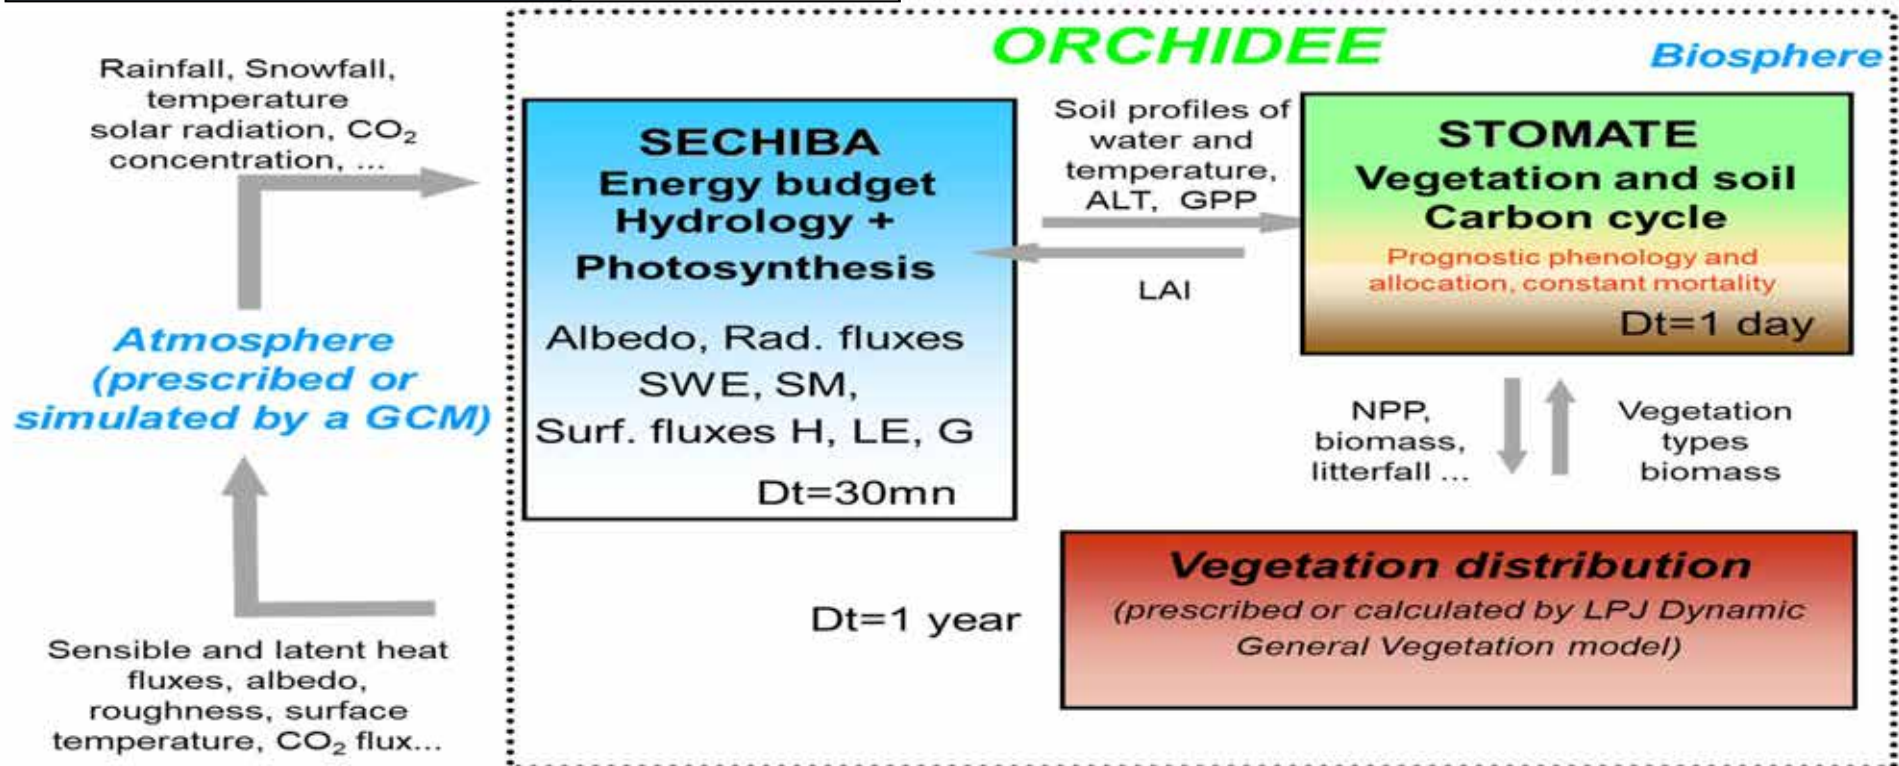 ORCHIDEE
Biosphere
Rainfall, Snowfall,
temperature
solar radiation, CO₂
concentration, ...
Atmosphere
(prescribed or
simulated by a GCM)
Sensible and latent heat
fluxes, albedo,
roughness, surface
temperature, CO₂ flux...
SECHIBA
Energy budget
Hydrology +
Photosynthesis
Albedo, Rad. fluxes
SWE, SM,
Surf. fluxes H, LE, G
Dt=30mn
Soil profiles of
water and
temperature,
ALT, GPP
LAI
STOMATE
Vegetation and soil
Carbon cycle
Prognostic phenology and
allocation, constant mortality
Dt=1 day
NPP,
biomass,
litterfall ...
Vegetation
types
biomass
Dt=1 year
Vegetation distribution
(prescribed or calculated by LPJ Dynamic
General Vegetation model)